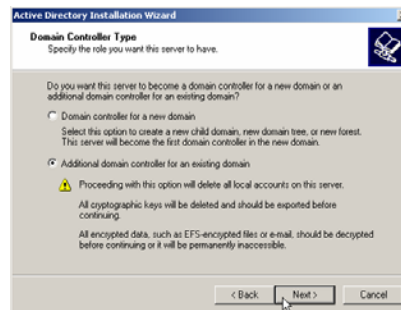 Active Directory Installation Wizard
Domain Controller Type
Specify the role you want this server to have.
Do you want this server to become a domain controller for a new domain or an
additional domain controller for an existing domain?
Domain controller for a new domain
Select this option to create a new child domain, new domain tree, or new forest.
This server will become the first domain controller in the new domain.
Additional domain controller for an existing domain
Proceeding with this option will delete all local accounts on this server.
All cryptographic keys will be deleted and should be exported before
continuing.
All encrypted data, such as EFS-encrypted files or e-mail, should be decrypted
before continuing or it will be permanently inaccessible.
< Back
Next >
Cancel